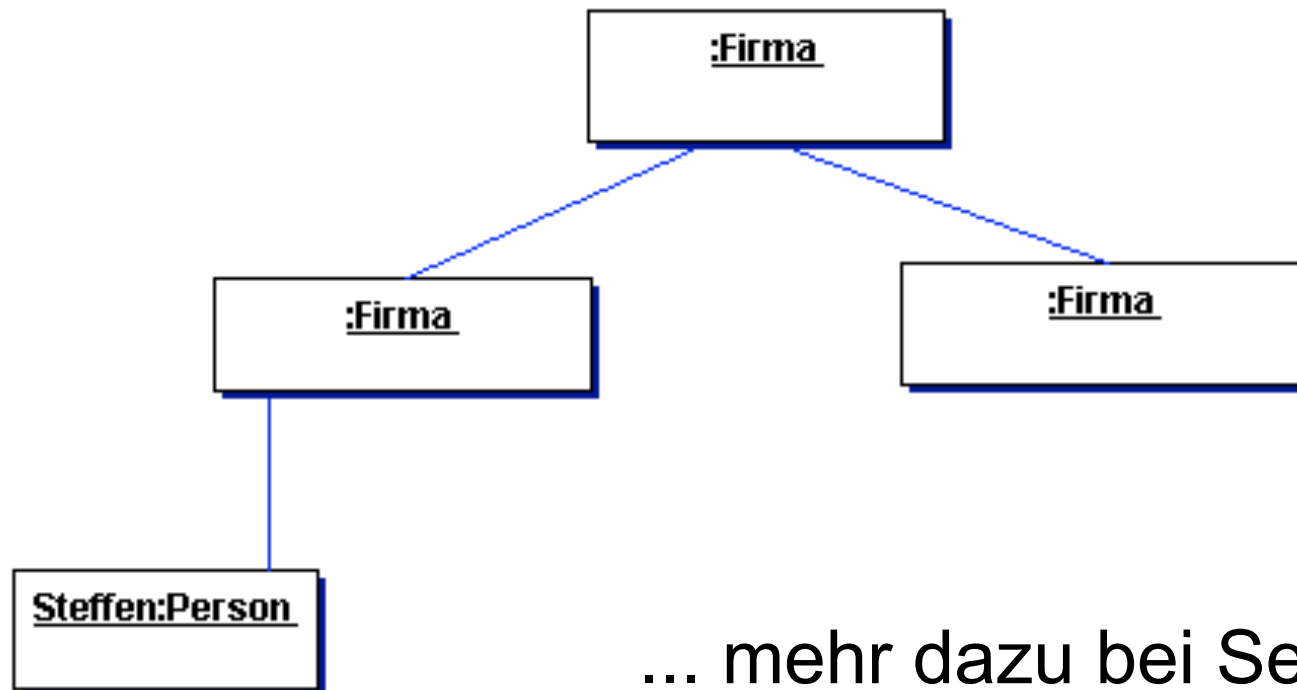 :Firma
:Firma
:Firma
Steffen:Person
... mehr dazu bei Se